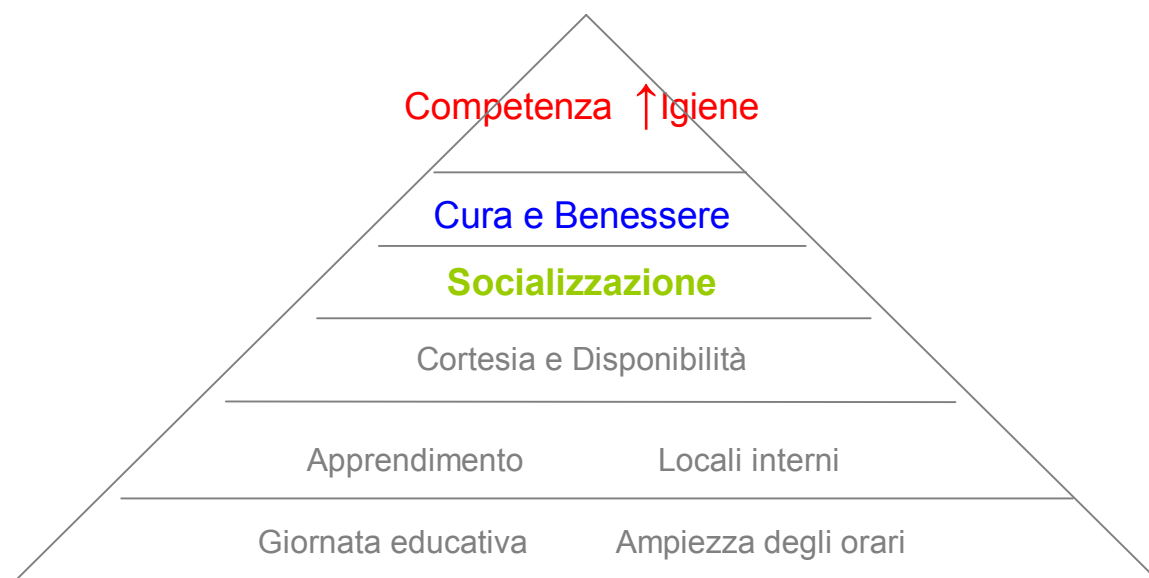 Competenza ↑Igiene
Cura e Benessere
Socializzazione
Cortesia e Disponibilità
Apprendimento Locali interni
Giornata educativa Ampiezza degli orari